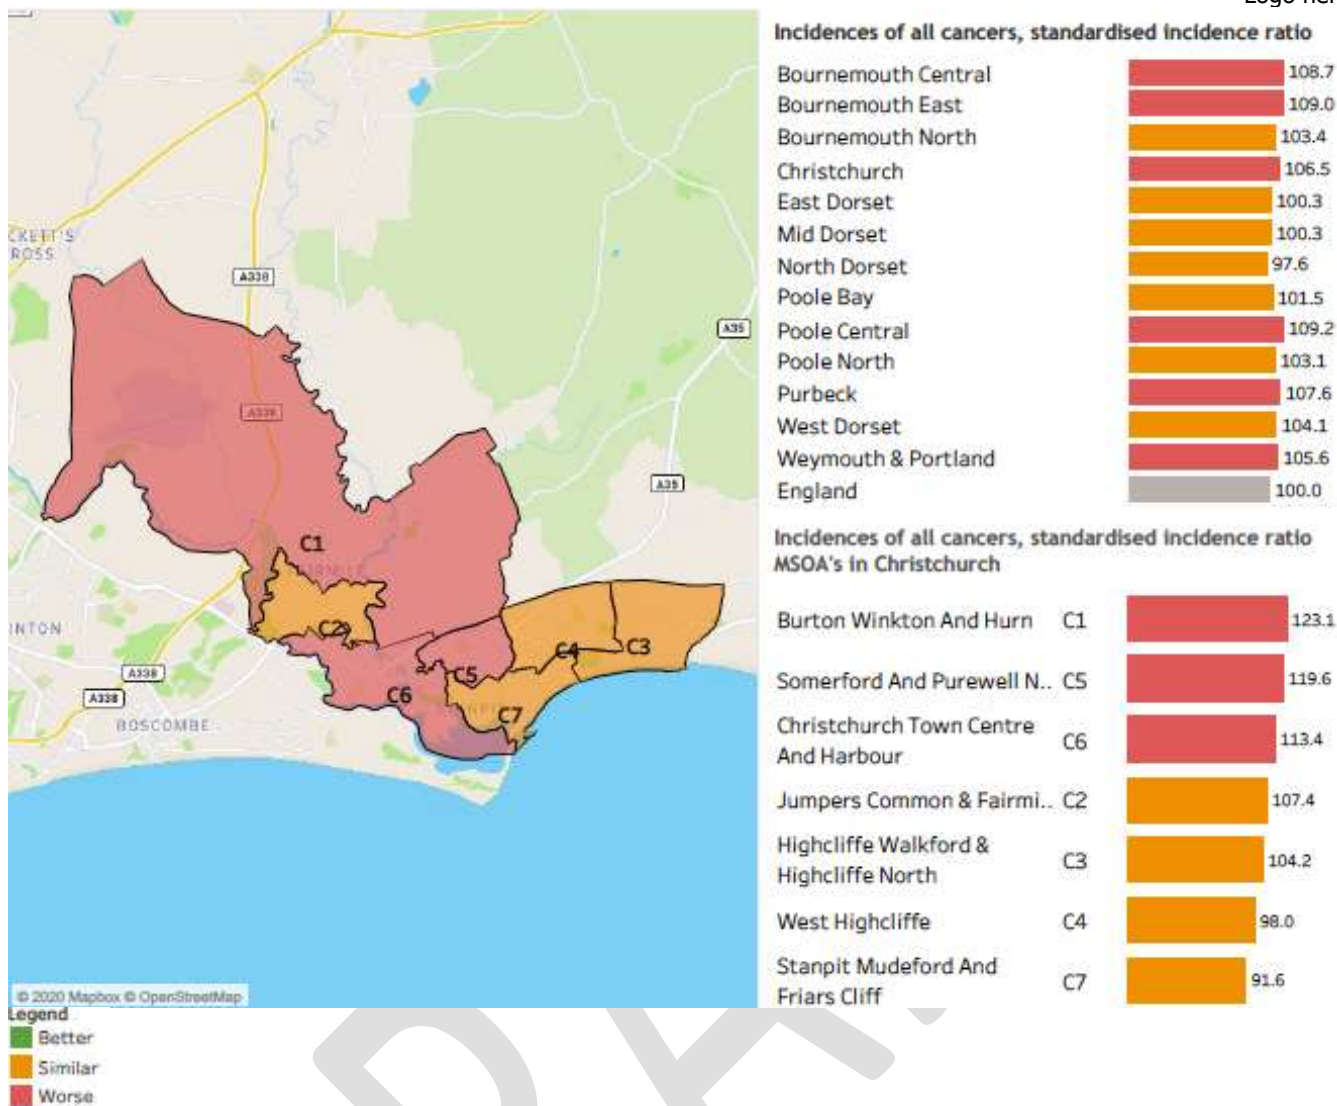 Incidences of all cancers, standardised incidence ratio
Bournemouth Central 108.7
Bournemouth East 109.0
Bournemouth North 103.4
Christchurch 106.5
East Dorset 100.3
Mid Dorset 100.3
North Dorset 97.6
Poole Bay 101.5
Poole Central 109.2
Poole North 103.1
Purbeck 107.6
West Dorset 104.1
Weymouth & Portland 105.6
England 100.0
Incidences of all cancers, standardised incidence ratio
MSOA's in Christchurch
Burton Winkton And Hurn C1 123.1
Somerford And Purewell N.. C5 119.6
Christchurch Town Centre
And Harbour C6 113.4
Jumpers Common & Fairmi.. C2 107.4
Highcliffe Walkford &
Highcliffe North C3 104.2
West Highcliffe C4 98.0
Stanpit Mudeford And
Friars Cliff C7 91.6
A338
A35
A338
A35
C1
C2
C4
C3
C5
C6
C7
A338
A338
BOSCOMBE
© 2020 Mapbox © OpenStreetMap
Legend
Better
Similar
Worse